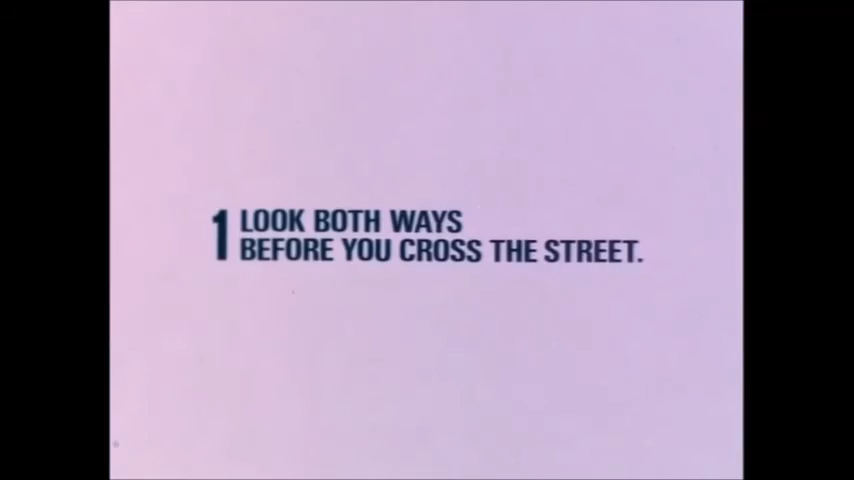 1 LOOK BOTH WAYS
BEFORE YOU CROSS THE STREET.